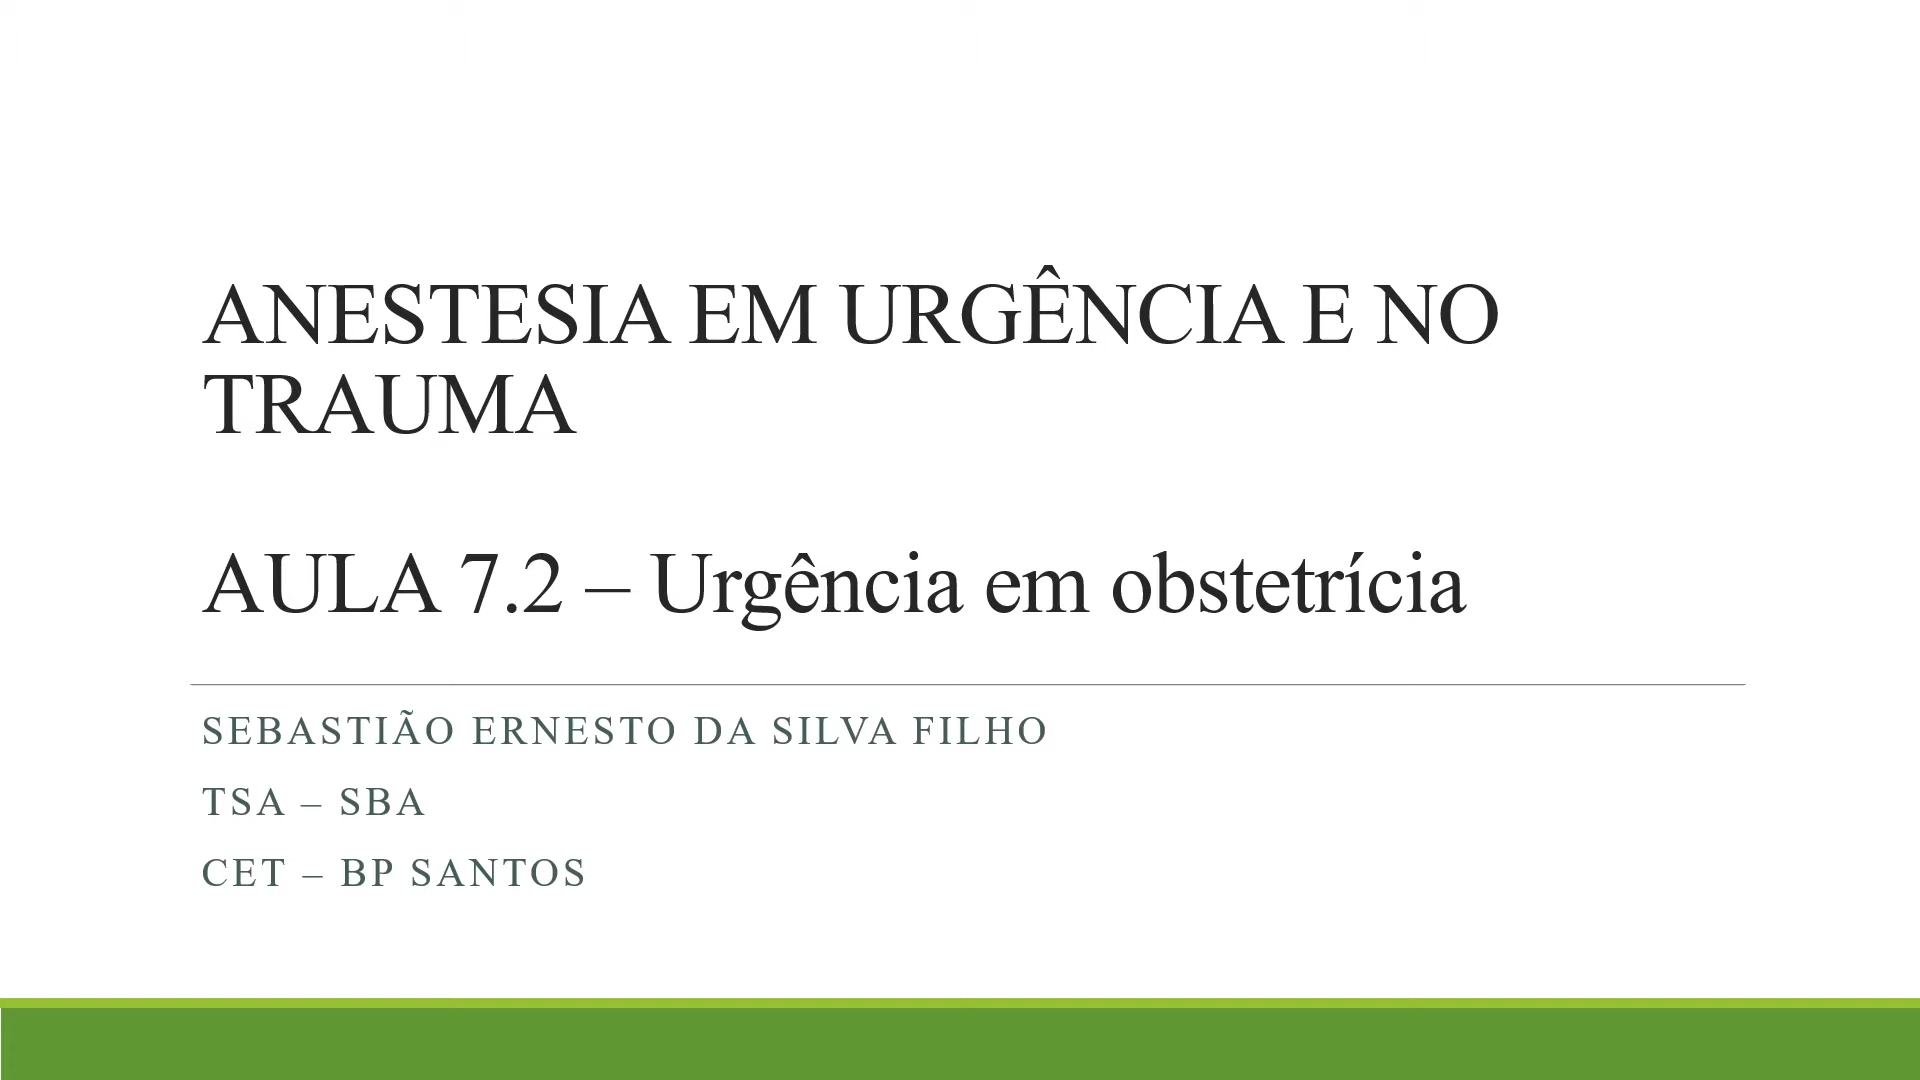 ANESTESIA EM URGÊNCIA E NO
TRAUMA
AULA 7.2 – Urgência em obstetrícia
SEBASTIÃO ERNESTO DA SILVA FILHO
TSA – SBA
CET – BP SANTOS